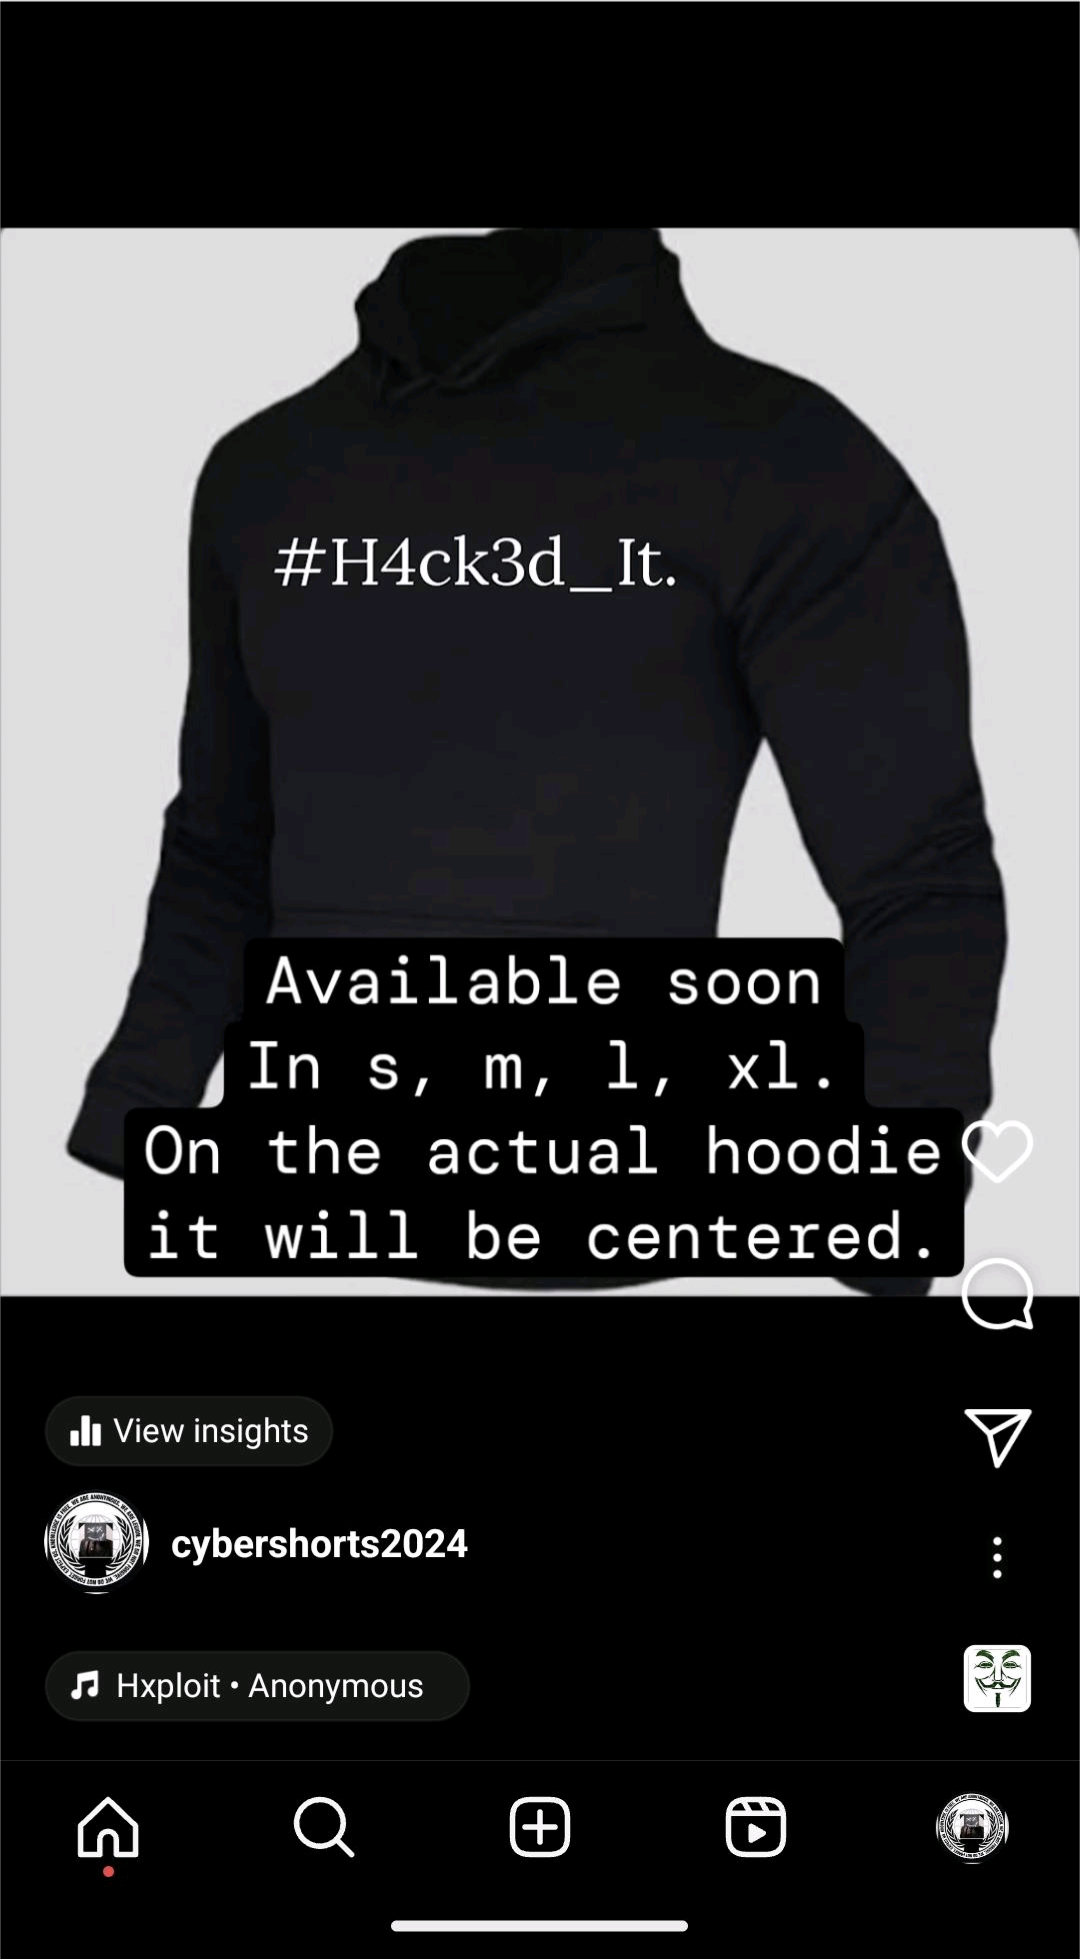 #H4ck3d_It.
Available soon
In s, m, l, xl.
On the actual hoodie
it will be centered.
View insights
cybershorts2024
Hxploit • Anonymous